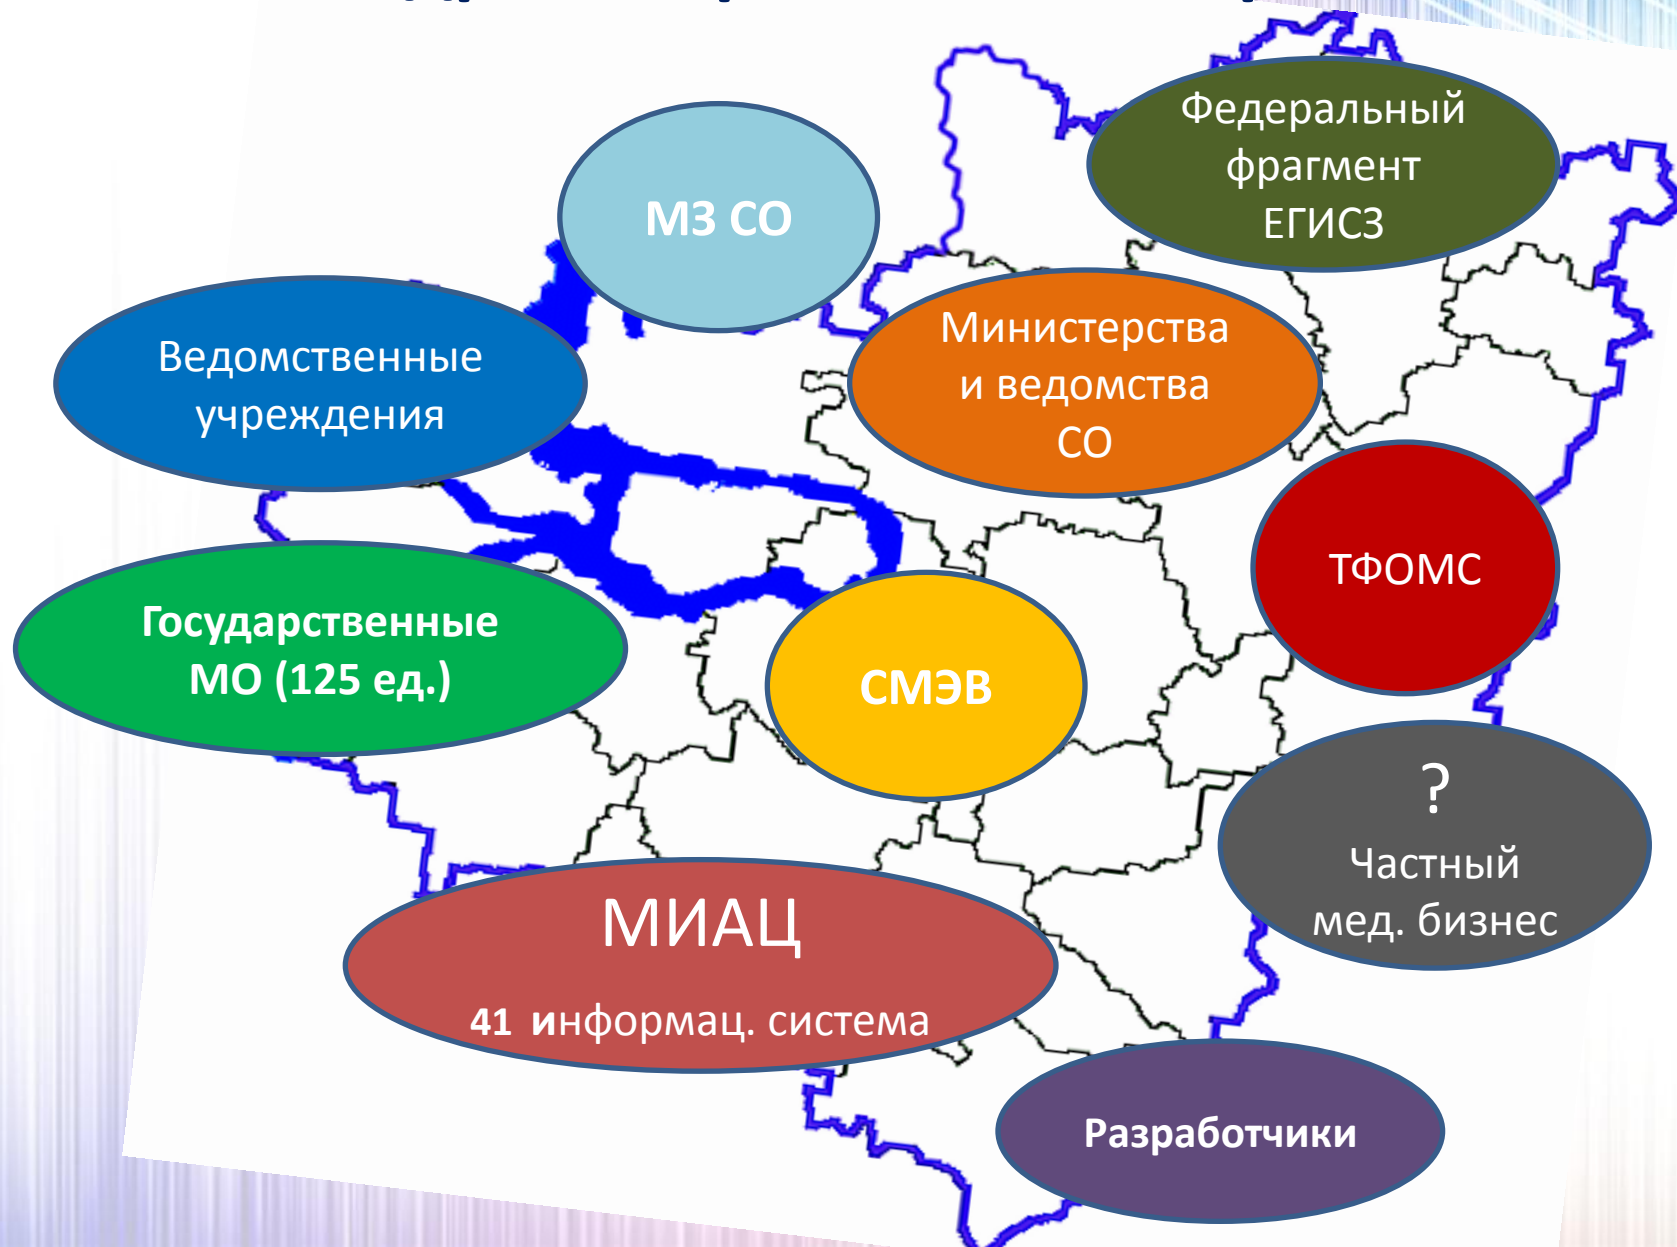 Федеральный
фрагмент
ЕГИСЗ
МЗ СО
Министерства
и ведомства
СО
Ведомственные
учреждения
ТФОМС
Государственные
МО (125 ед.)
СМЭВ
?
Частный
мед. бизнес
МИАЦ
41 информац. система
Разработчики